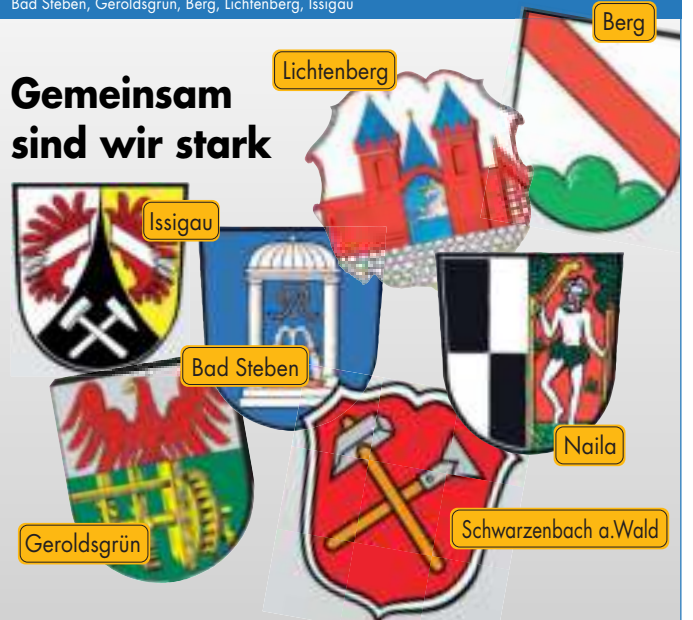 Bad Steben, Geroldsgrün, Berg, Lichtenberg, Issigau
Berg
Lichtenberg
Gemeinsam
sind wir stark
Issigau
Bad Steben
Naila
Geroldsgrün
Schwarzenbach a.Wald